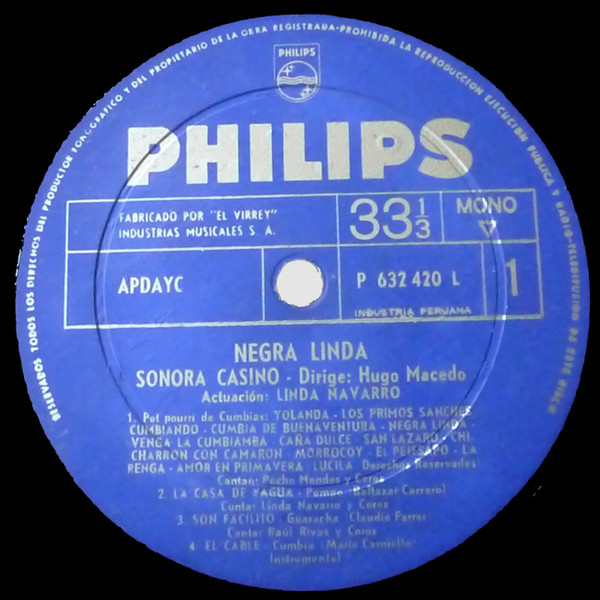 RESERVADOS TODOS LOS DERECHOS DEL PRODUCTOR FONOGRAFICO Y DEL PROPIETARIO DE LA OBRA REGISTRADA-PROHIBIDA LA REPRODUCCION EJECUCION PUBLICA Y RADIO-TELEDIFUSION DE ESTE DISCO
PHILIPS
PHILIPS
FABRICADO POR "EL VIRREY"
INDUSTRIAS MUSICALES S. A.
33 1/3
MONO
APDAYC
P 632 420 L
INDUSTRIA PERUANA
1
NEGRA LINDA
SONORA CASINO - Dirige: Hugo Macedo
Actuación: LINDA NAVARRO
1. Pot pourri de Cumbias: YOLANDA - LOS PRIMOS SANCHES
CUMBIANDO - CUMBIA DE BUENAVENTURA - NEGRA LINDA -
VENGA LA CUMBIAMBA - CAÑA DULCE - SAN LAZARO - CHI-
CHARRON CON CAMARON - MORROCOY - EL - LA
RENGA - AMOR EN PRIMAVERA - LUCILA - Derechos Reservados:
Cantan: Pocho Mendes y Coros
2. LA CASA DE YAGUA - (Baltazar Carrero)
Canta: Linda Navarro y Coros
3. SON FACILITO - Guaracha (Claudio Ferrer)
Canta: Raúl Rivas y Coros
4. EL CABLE - Cumbia (Mario
Instrumental -